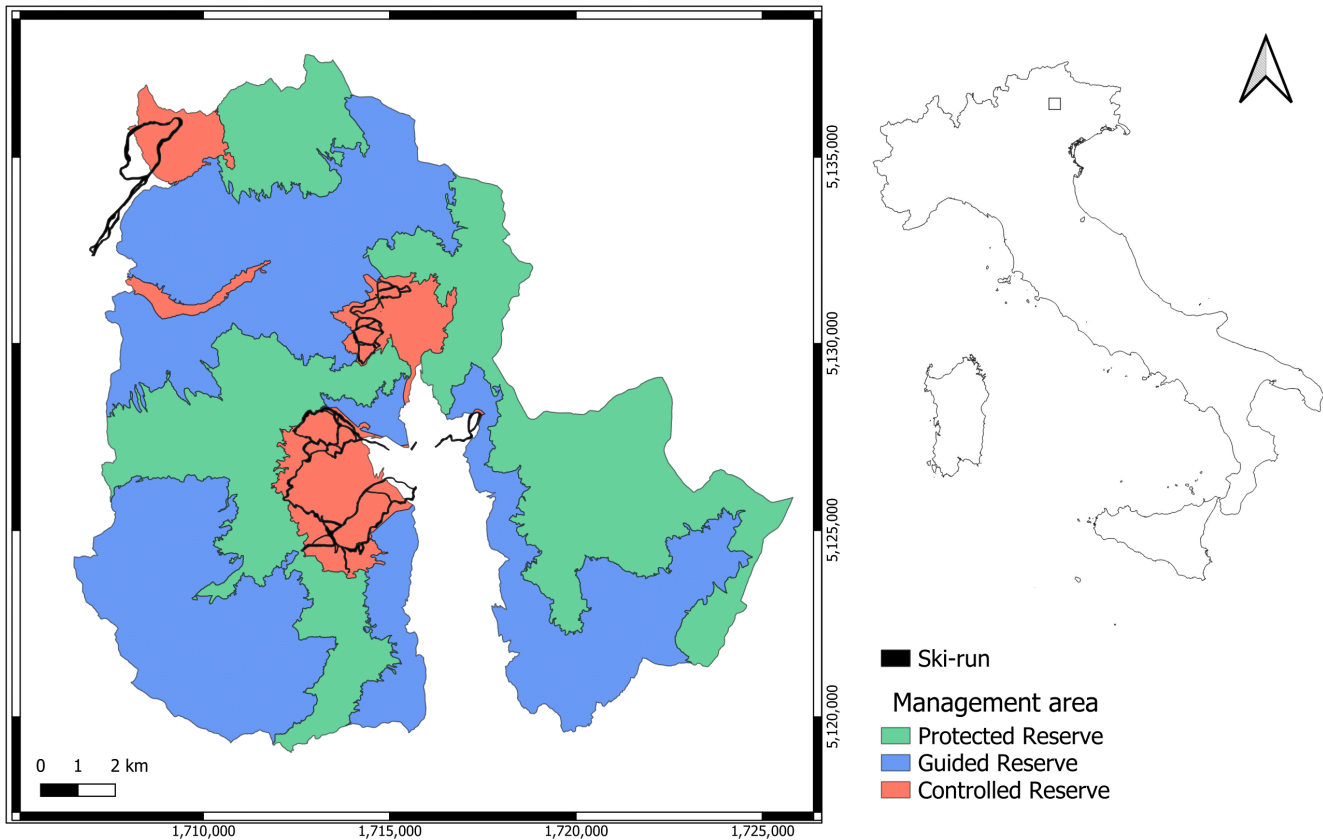 5,135,000
5,130,000
5,125,000
5,120,000
0 1 2 km
1,710,000 1,715,000 1,720,000 1,725,000
Ski-run
Management area
Protected Reserve
Guided Reserve
Controlled Reserve